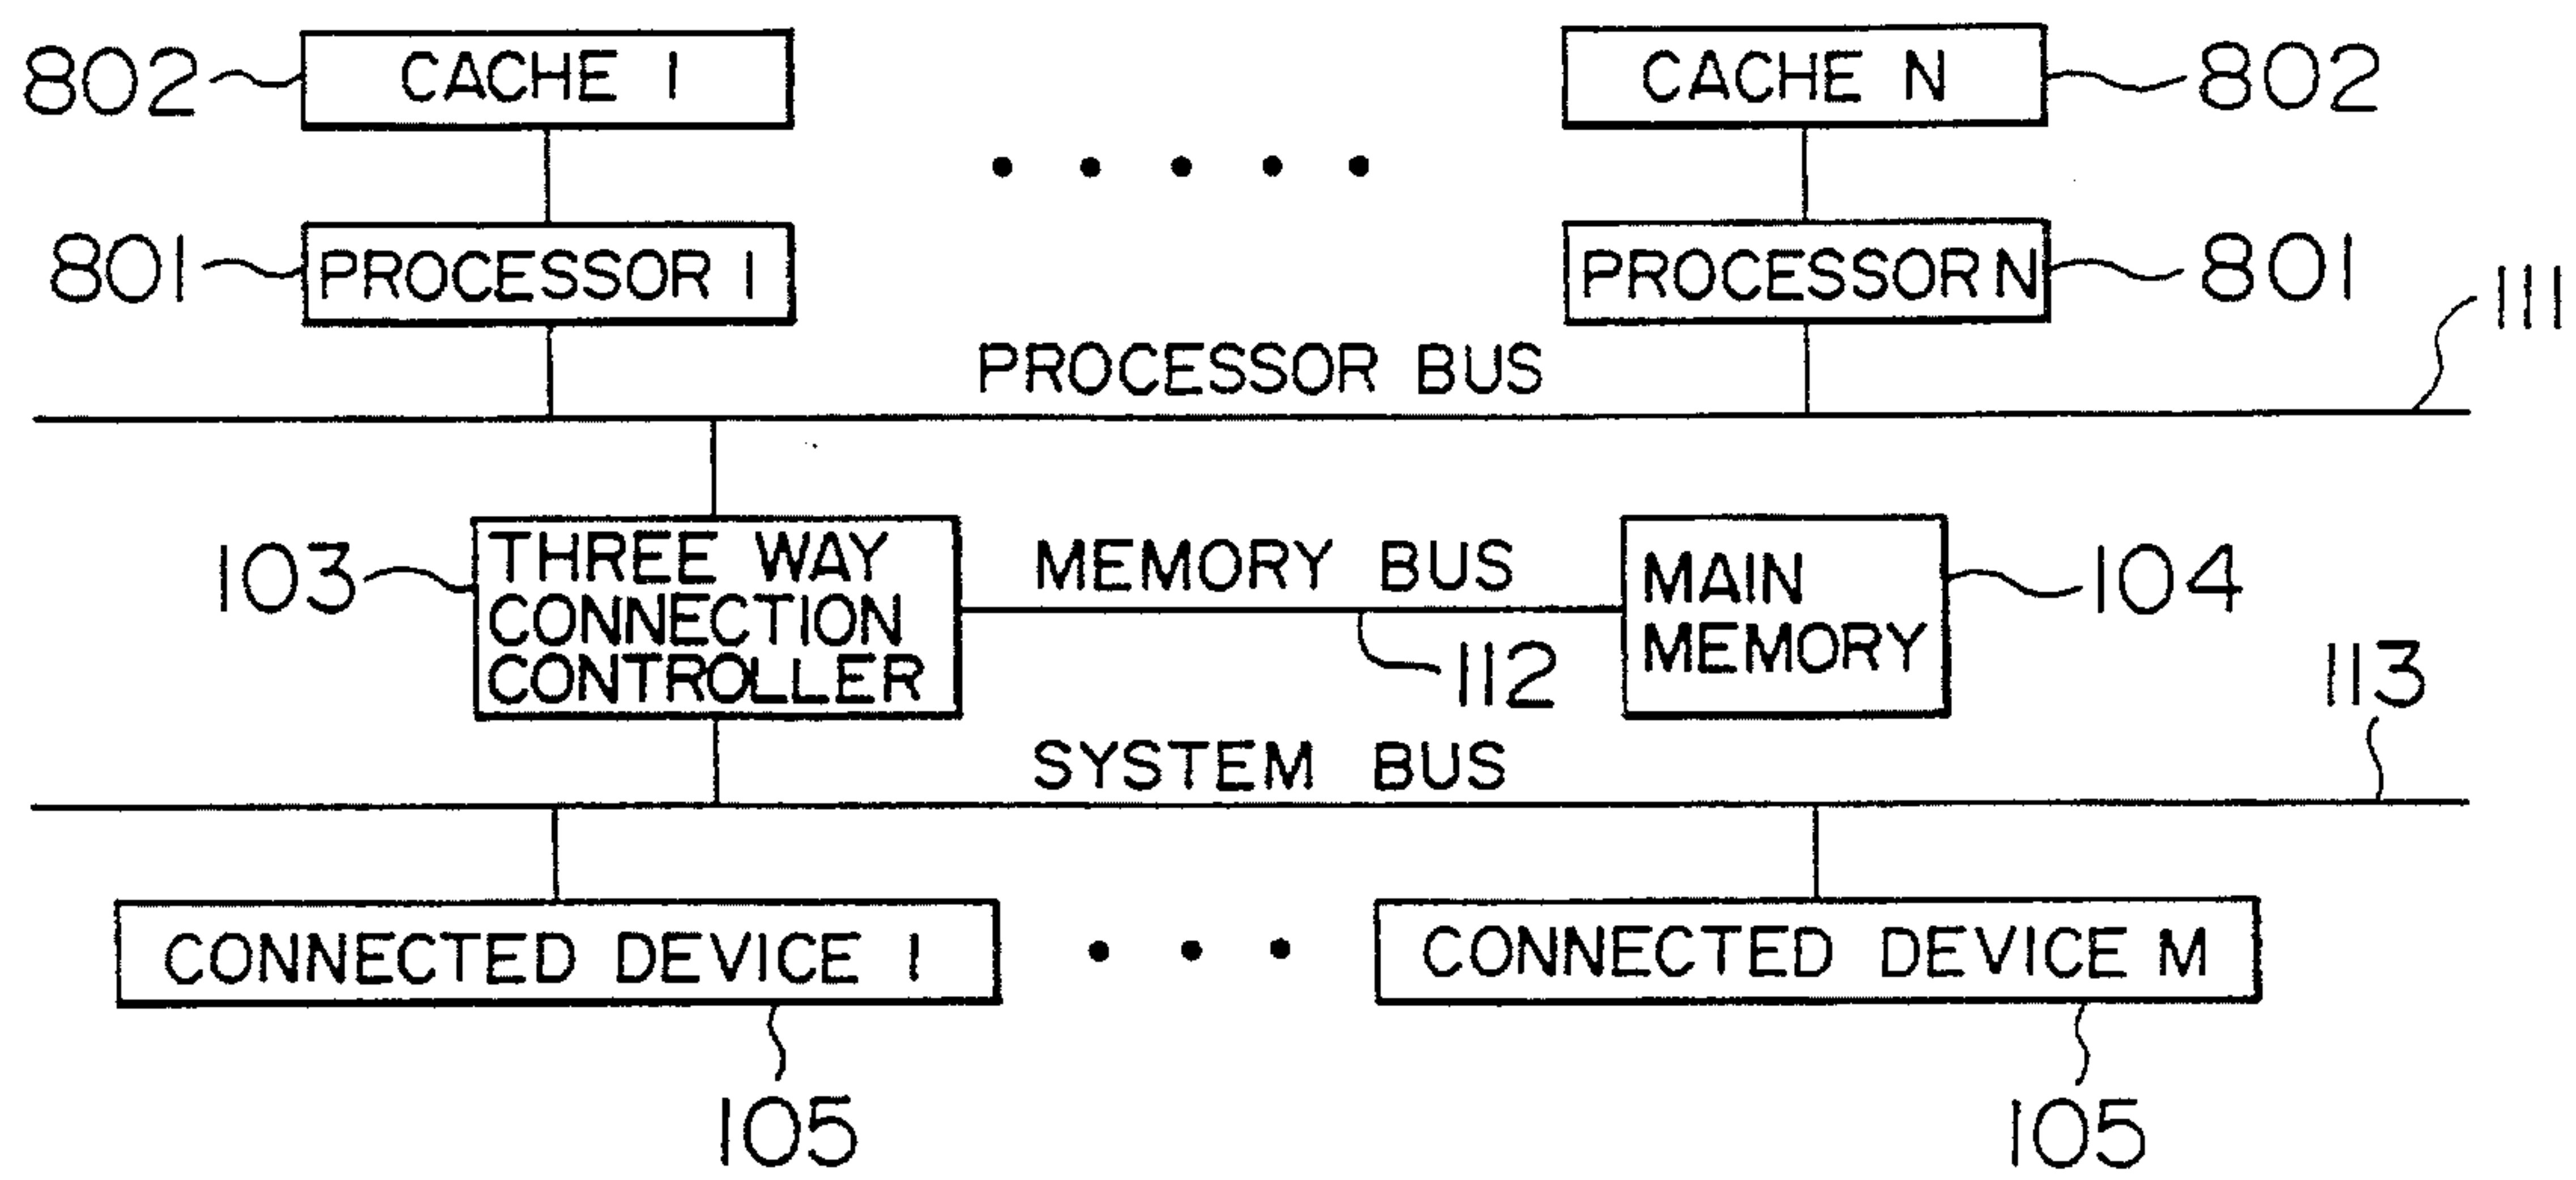 802 CACHE 1 CACHE N 802
801 PROCESSOR 1 PROCESSOR N 801
111
PROCESSOR BUS
103
THREE WAY
CONNECTION
CONTROLLER
MEMORY BUS
112
MAIN
MEMORY
104
113
SYSTEM BUS
CONNECTED DEVICE 1 CONNECTED DEVICE M
105 105